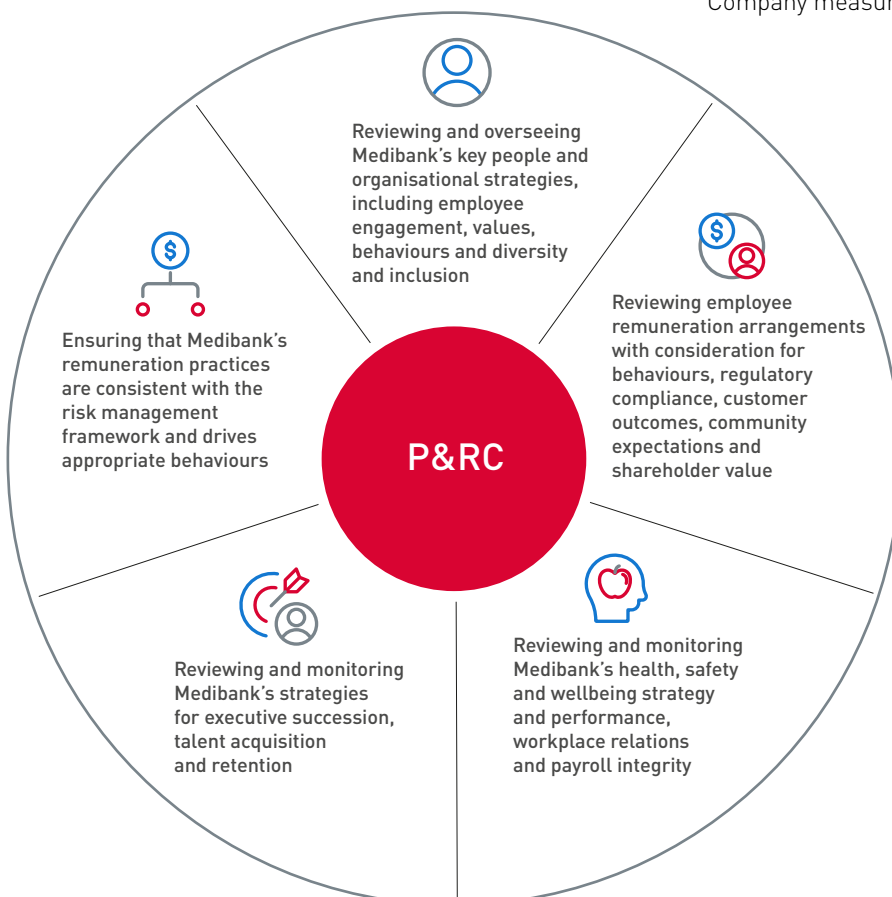 Company measur
Reviewing and overseeing
Medibank's key people and
organisational strategies,
including employee
engagement, values,
behaviours and diversity
and inclusion
$
Reviewing employee
remuneration arrangements
with consideration for
behaviours, regulatory
compliance, customer
outcomes, community
expectations and
shareholder value
$
Ensuring that Medibank's
remuneration practices
are consistent with the
risk management
framework and drives
appropriate behaviours
P&RC
Reviewing and monitoring
Medibank's strategies
for executive succession,
talent acquisition
and retention
Reviewing and monitoring
Medibank's health, safety
and wellbeing strategy
and performance,
workplace relations
and payroll integrity